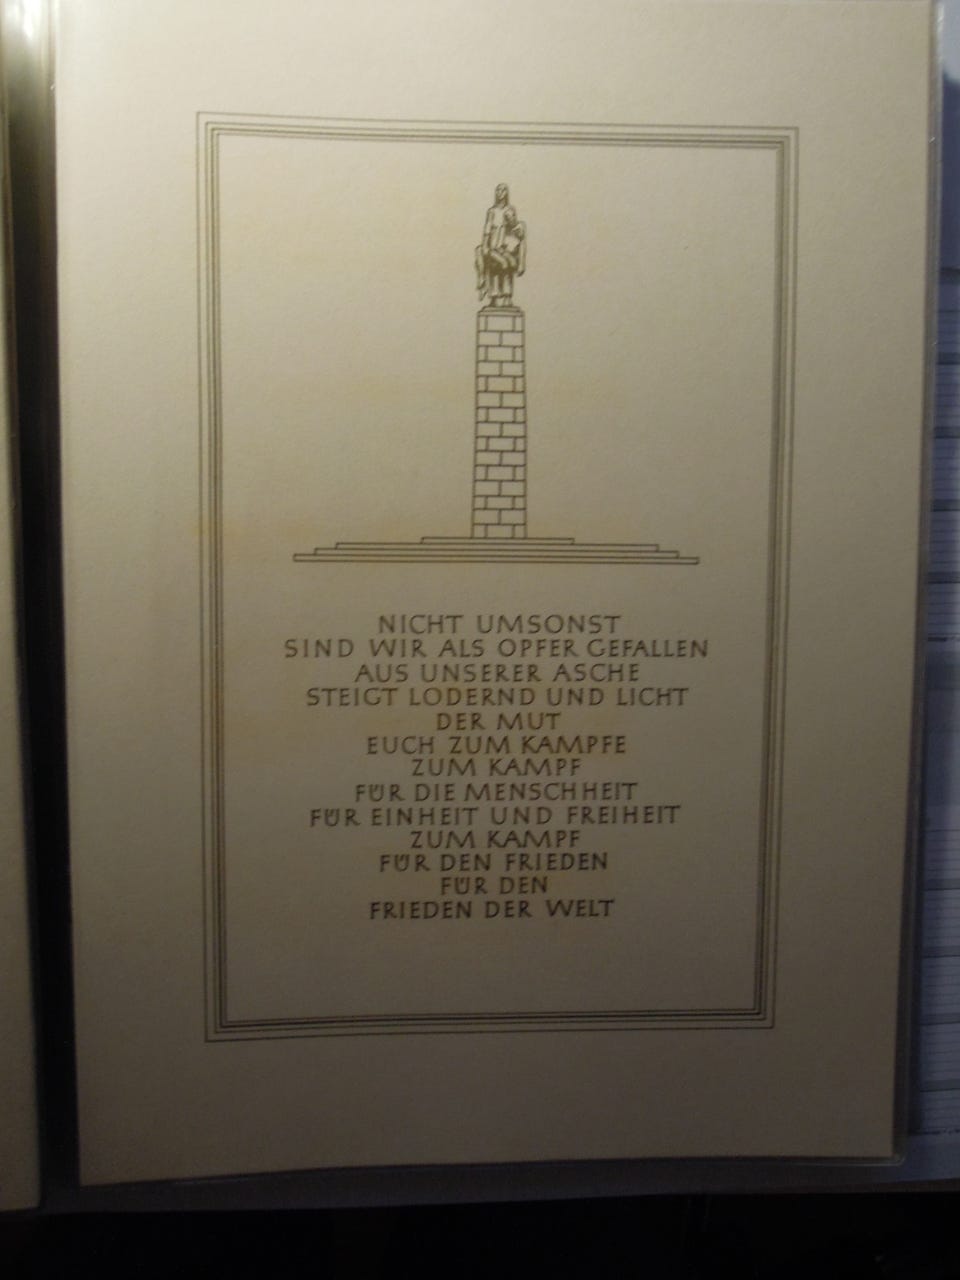 NICHT UMSONST
SIND WIR ALS OPFER GEFALLEN
AUS UNSERER ASCHE
STEIGT LODERND UND LICHT
DER MUT
EUCH ZUM KAMPFE
ZUM KAMPF
FÜR DIE MENSCHHEIT
FÜR EINHEIT UND FREIHEIT
ZUM KAMPF
FÜR DEN FRIEDEN
FÜR DEN
FRIEDEN DER WELT